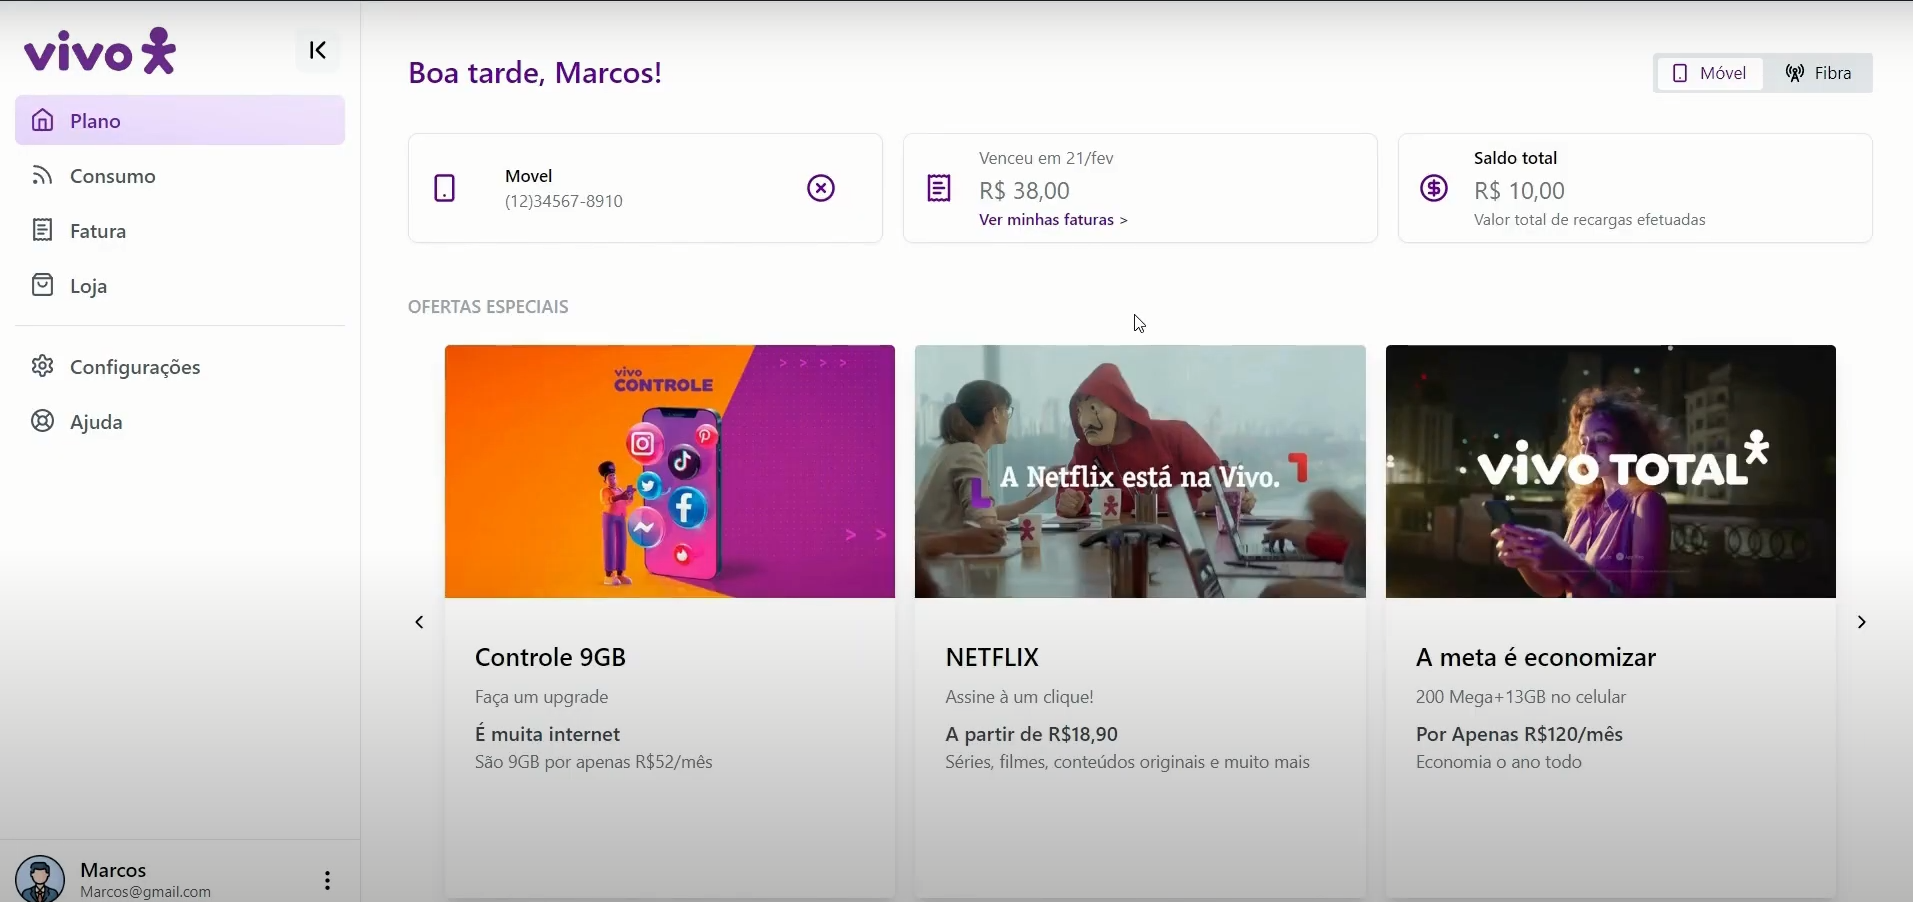 vivo
Plano
Consumo
Fatura
Loja
Configurações
Ajuda
Marcos
Marcos@gmail.com
Boa tarde, Marcos!
Móvel
Fibra
Movel
(12)34567-8910
Venceu em 21/fev
R$ 38,00
Ver minhas faturas >
Saldo total
R$ 10,00
Valor total de recargas efetuadas
OFERTAS ESPECIAIS
vivo
CONTROLE
Controle 9GB
Faça um upgrade
É muita internet
São 9GB por apenas R$52/mês
A Netflix está na Vivo.
NETFLIX
Assine à um clique!
A partir de R$18,90
Séries, filmes, conteúdos originais e muito mais
vivo TOTAL
A meta é economizar
200 Mega+13GB no celular
Por Apenas R$120/mês
Economia o ano todo